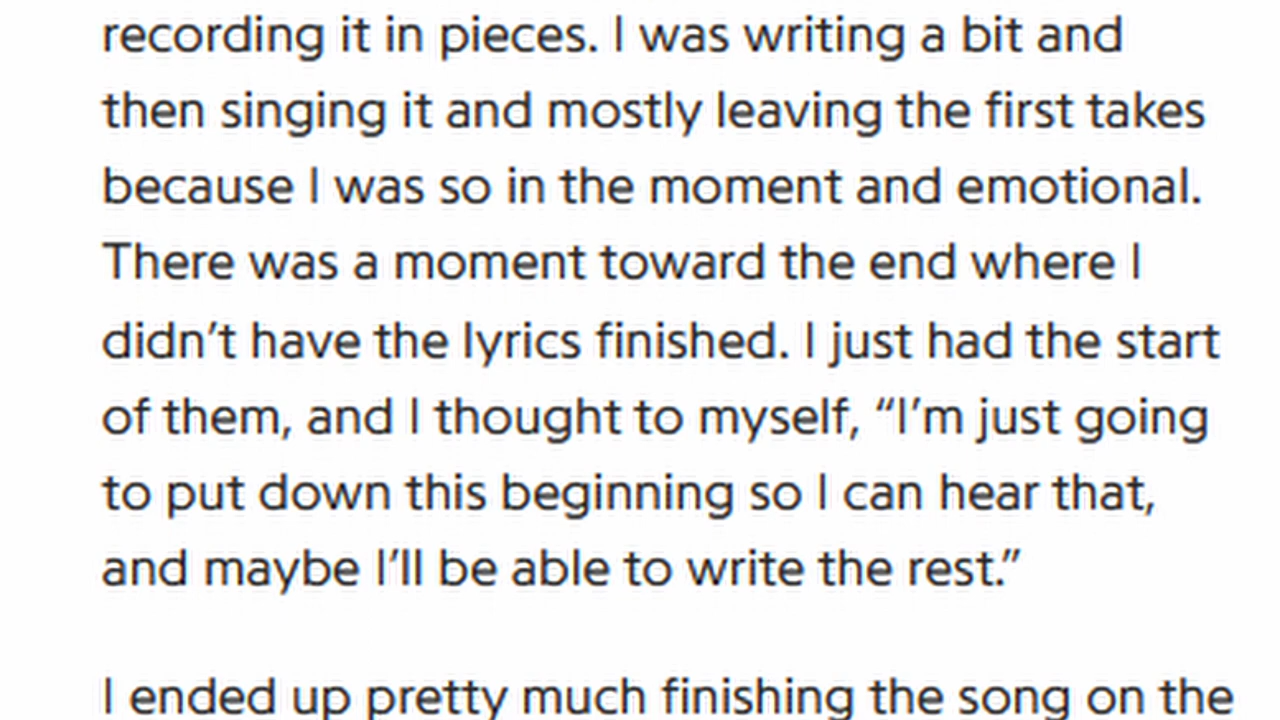 recording it in pieces. I was writing a bit and
then singing it and mostly leaving the first takes
because I was so in the moment and emotional.
There was a moment toward the end where I
didn’t have the lyrics finished. I just had the start
of them, and I thought to myself, “I’m just going
to put down this beginning so I can hear that,
and maybe I’ll be able to write the rest.”
I ended up pretty much finishing the song on the